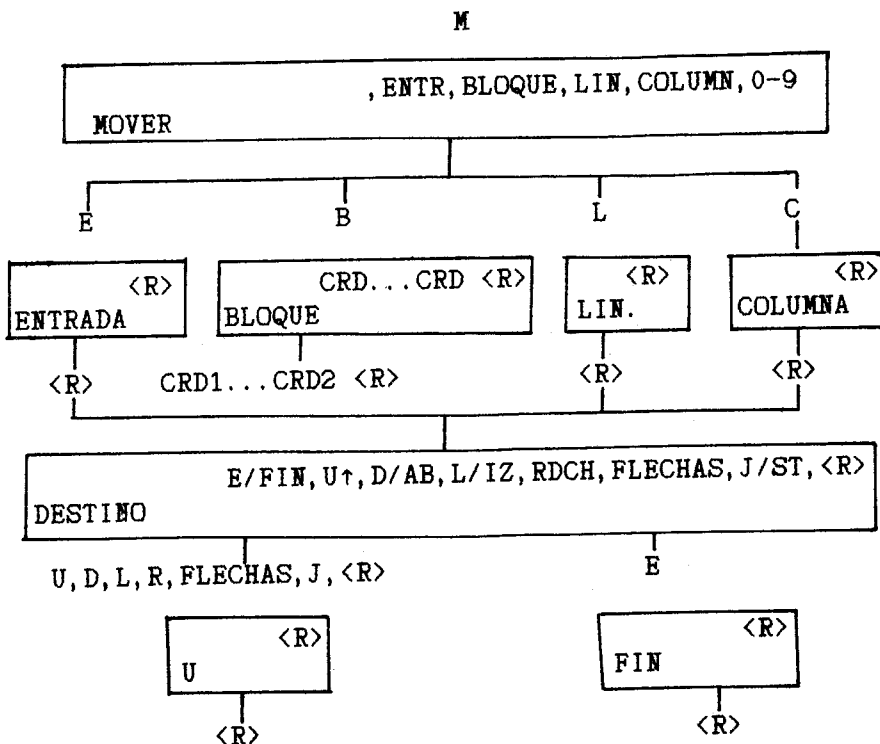 M
,ENTR,BLOQUE,LIN,COLUMN,0-9
MOVER
E B L C
<R> CRD...CRD <R> <R> <R>
ENTRADA BLOQUE LIN. COLUMNA
<R> CRD1...CRD2 <R> <R> <R>
E/FIN,U↑,D/AB,L/IZ,RDCH,FLECHAS,J/ST,<R>
DESTINO
U,D,L,R,FLECHAS,J,<R> E
<R> <R>
U FIN
<R> <R>